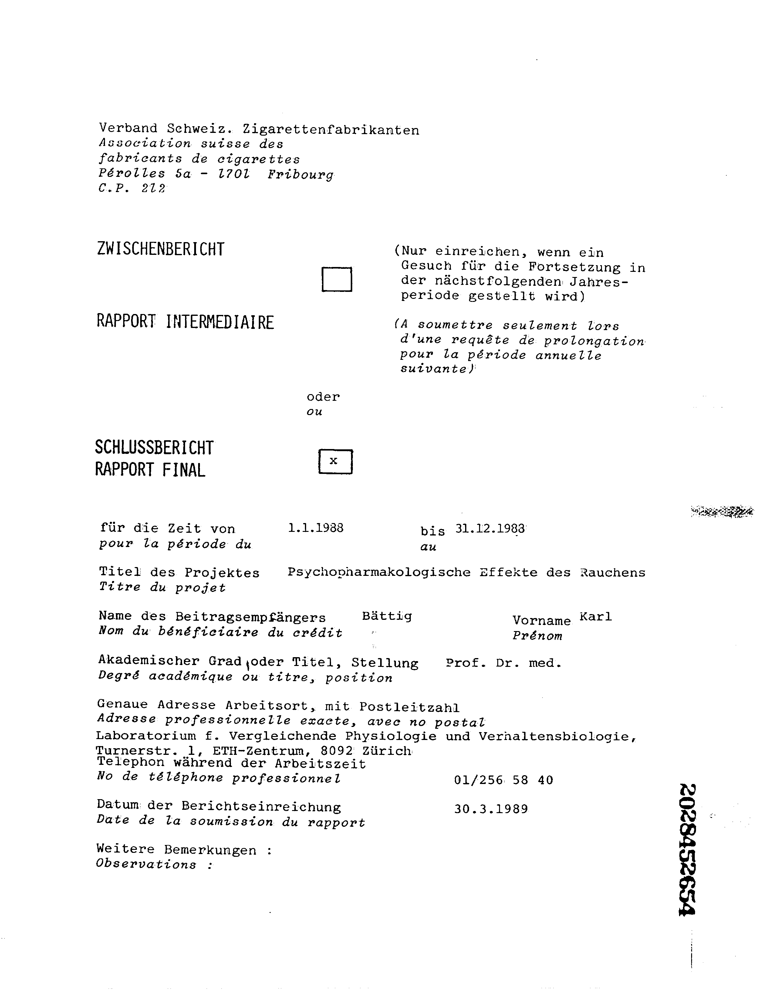 Verband Schweiz. Zigarettenfabrikanten
Association suisse des
fabricants de cigarettes
Pérolles 5a - 1701 Fribourg
C.P. 212
ZWISCHENBERICHT
(Nur einreichen, wenn ein
Gesuch für die Fortsetzung in
der nächstfolgenden Jahres-
periode gestellt wird)
RAPPORT INTERMEDIAIRE
(A soumettre seulement lors
d'une requête de prolongation
pour la période annuelle
suivante)
oder
ou
SCHLUSSBERICHT
RAPPORT FINAL
x
für die Zeit von 1.1.1988 bis 31.12.1988
pour la période du au
Titel des Projektes Psychopharmakologische Effekte des Rauchens
Titre du projet
Name des Beitragsempfängers Bättig Vorname Karl
Nom du bénéficiaire du crédit Prénom
Akademischer Grad oder Titel, Stellung Prof. Dr. med.
Degré académique ou titre, position
Genaue Adresse Arbeitsort, mit Postleitzahl
Adresse professionnelle exacte, avec no postal
Laboratorium f. Vergleichende Physiologie und Verhaltensbiologie,
Turnerstr. 1, ETH-Zentrum, 8092 Zürich
Telephon während der Arbeitszeit
No de téléphone professionnel 01/256 58 40
Datum der Berichtseinreichung 30.3.1989
Date de la soumission du rapport
Weitere Bemerkungen :
Observations :
2028452654